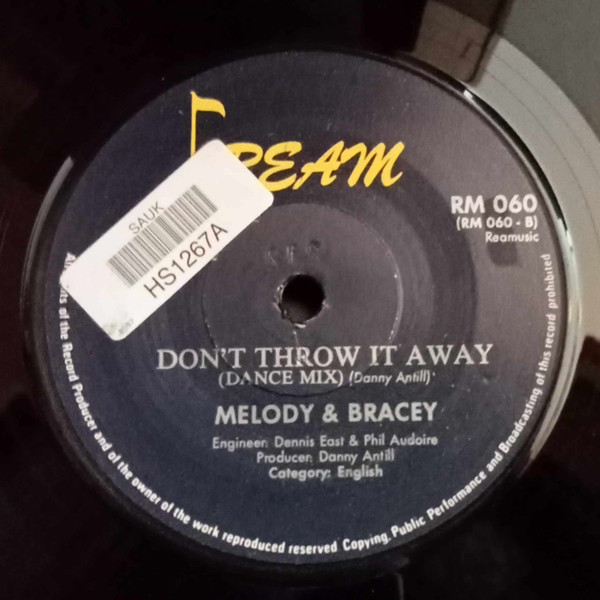 REAM
SAUK
HS1267A
RM 060
(RM 060 - B)
Reamusic
DON'T THROW IT AWAY
(DANCE MIX) (Danny Antill)
MELODY & BRACEY
Engineer: Dennis East & Phil Audoire
Producer: Danny Antill
Category: English
of the Record Producer and of the owner of the work reproduced reserved Copying, Public Performance and Broadcasting of this record prohibited